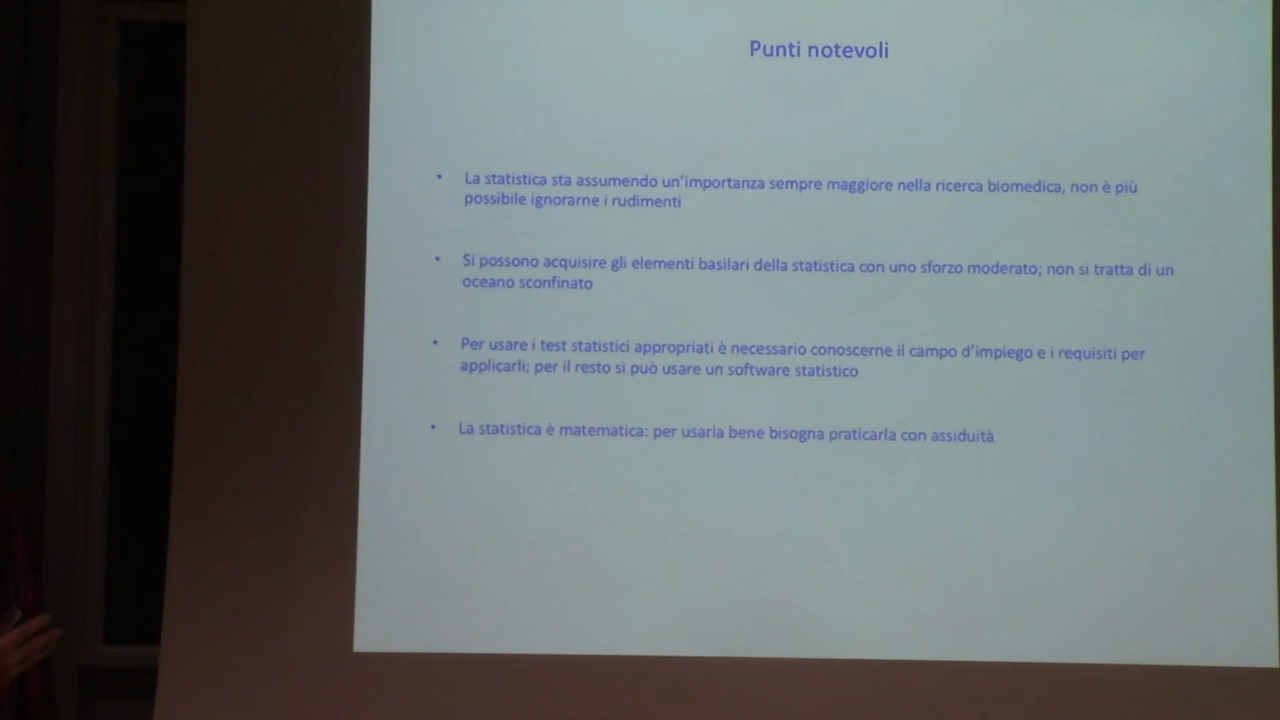 Punti notevoli
• La statistica sta assumendo un'importanza sempre maggiore nella ricerca biomedica, non è più
possibile ignorarne i rudimenti
• Si possono acquisire gli elementi basilari della statistica con uno sforzo moderato; non si tratta di un
oceano sconfinato
• Per usare i test statistici appropriati è necessario conoscerne il campo d'impiego e i requisiti per
applicarli; per il resto si può usare un software statistico
• La statistica è matematica: per usarla bene bisogna praticarla con assiduità